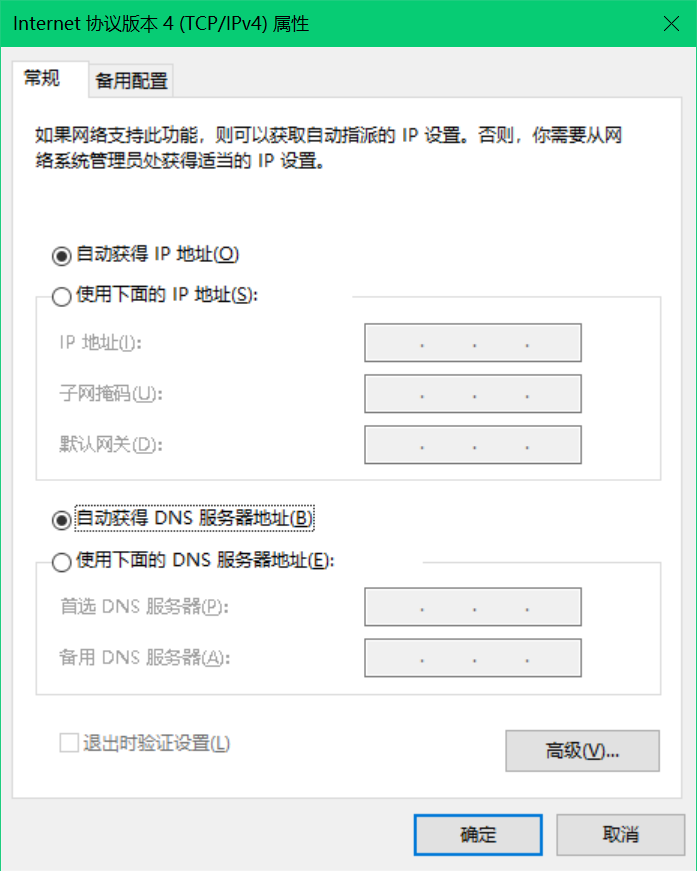 Internet 协议版本 4 (TCP/IPv4) 属性
常规
备用配置
如果网络支持此功能，则可以获取自动指派的 IP 设置。否则，你需要从网
络系统管理员处获得适当的 IP 设置。
自动获得 IP 地址(O)
使用下面的 IP 地址(S):
IP 地址(I):
子网掩码(U):
默认网关(D):
自动获得 DNS 服务器地址(B)
使用下面的 DNS 服务器地址(E):
首选 DNS 服务器(P):
备用 DNS 服务器(A):
退出时验证设置(L)
高级(V)...
确定
取消